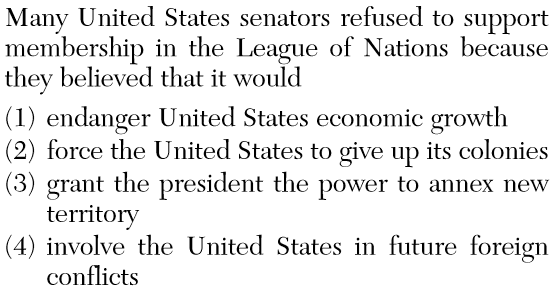 Many United States senators refused to support
membership in the League of Nations because
they believed that it would
(1) endanger United States economic growth
(2) force the United States to give up its colonies
(3) grant the president the power to annex new
territory
(4) involve the United States in future foreign
conflicts